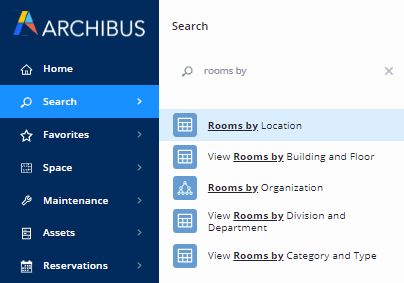 ARCHIBUS
Home
Search
Favorites
Space
Maintenance
Assets
Reservations
Search
rooms by
Rooms by Location
View Rooms by Building and Floor
Rooms by Organization
View Rooms by Division and
Department
View Rooms by Category and Type